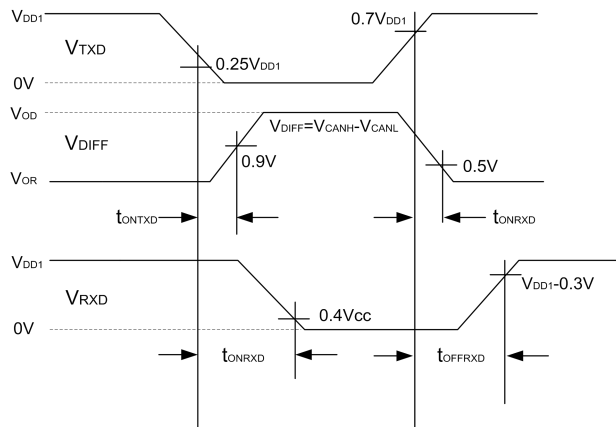 VDD1
0.7VDD1
VTXD
0.25VDD1
0V
VOD
VDIFF=VCANH-VCANL
VDIFF
0.9V
0.5V
VOR
tONTXD
tONRXD
VDD1
VDD1-0.3V
VRXD
0.4Vcc
0V
tONRXD
tOFFRXD